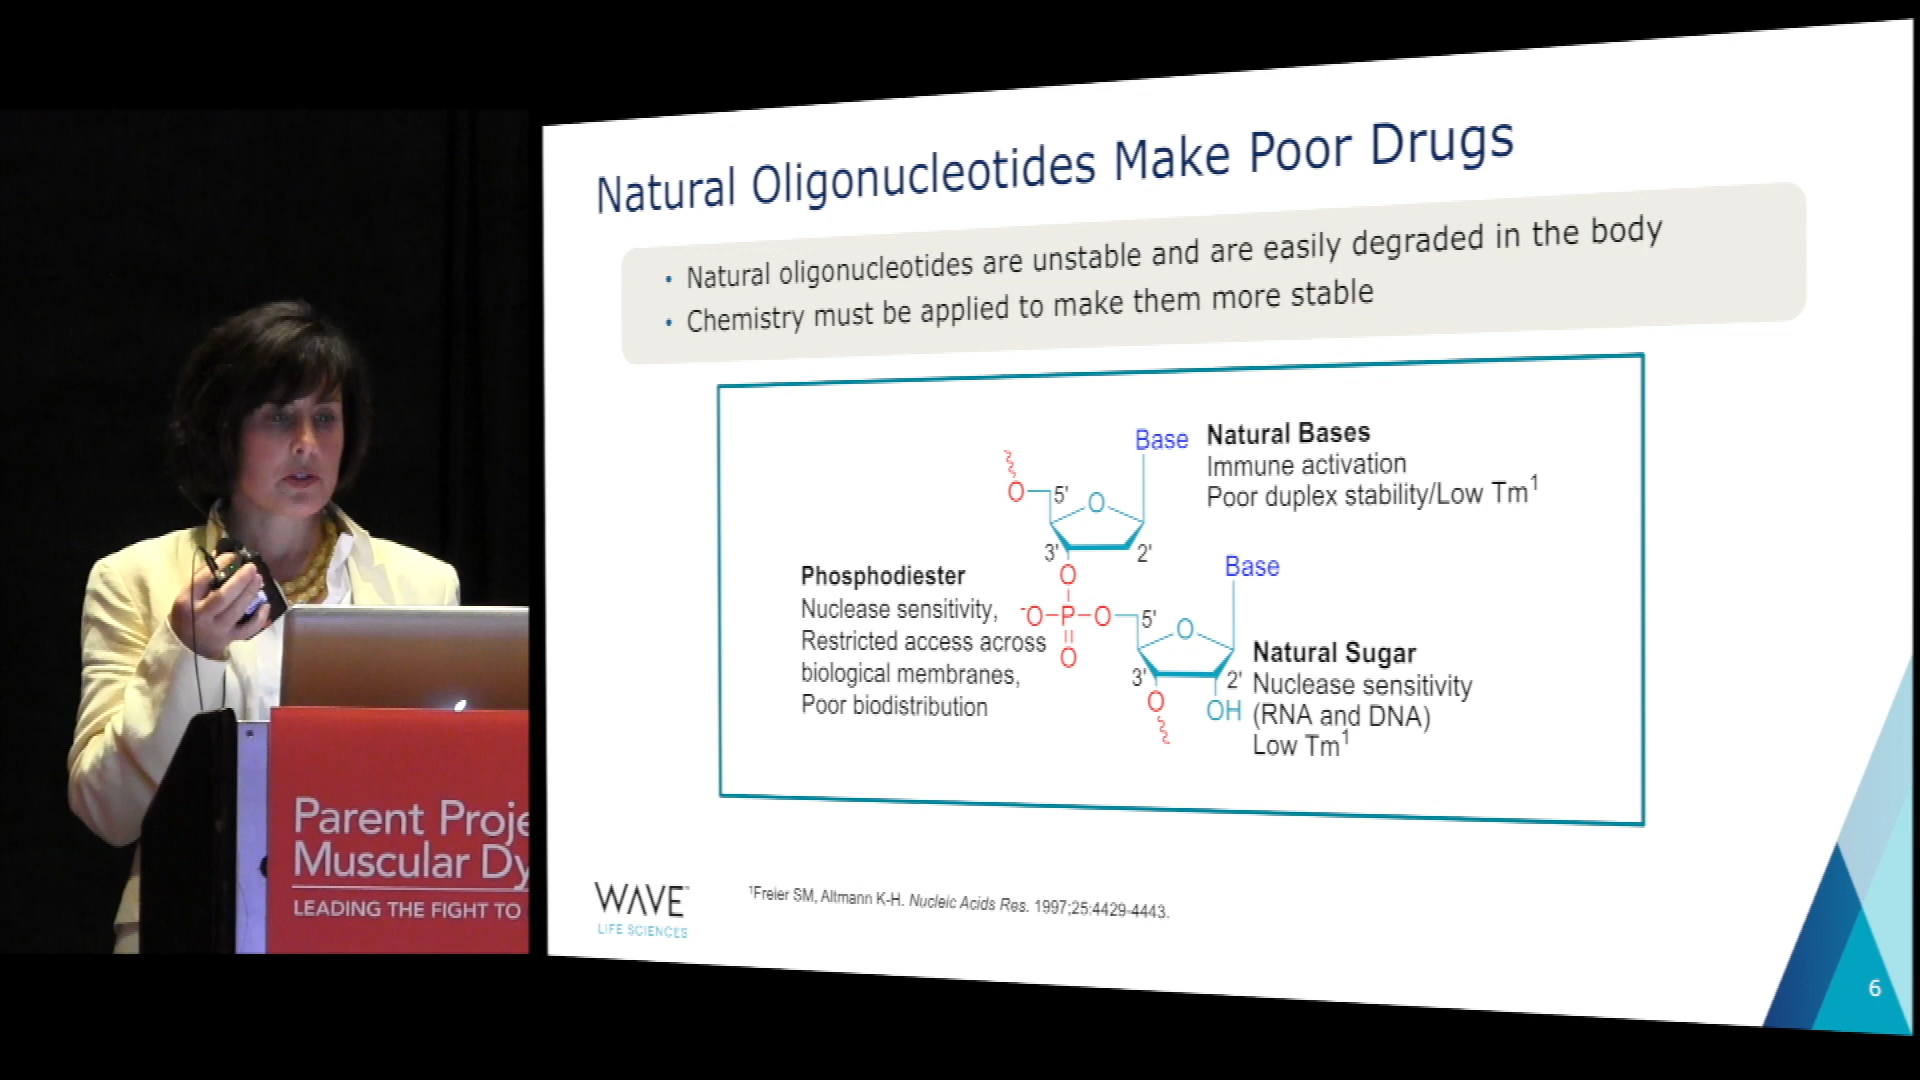 Natural Oligonucleotides Make Poor Drugs
• Natural oligonucleotides are unstable and are easily degraded in the body
• Chemistry must be applied to make them more stable
Base
Natural Bases
Immune activation
Poor duplex stability/Low Tm¹
O
5'
O
3'
2'
O
⁻O–P–O
O
5'
O
3'
2'
O
OH
Base
Phosphodiester
Nuclease sensitivity,
Restricted access across
biological membranes,
Poor biodistribution
Natural Sugar
Nuclease sensitivity
(RNA and DNA)
Low Tm¹
WAVE™
LIFE SCIENCES
¹Freier SM, Altmann K-H. Nucleic Acids Res. 1997;25:4429-4443.
6
Parent Proje
Muscular Dy
LEADING THE FIGHT TO